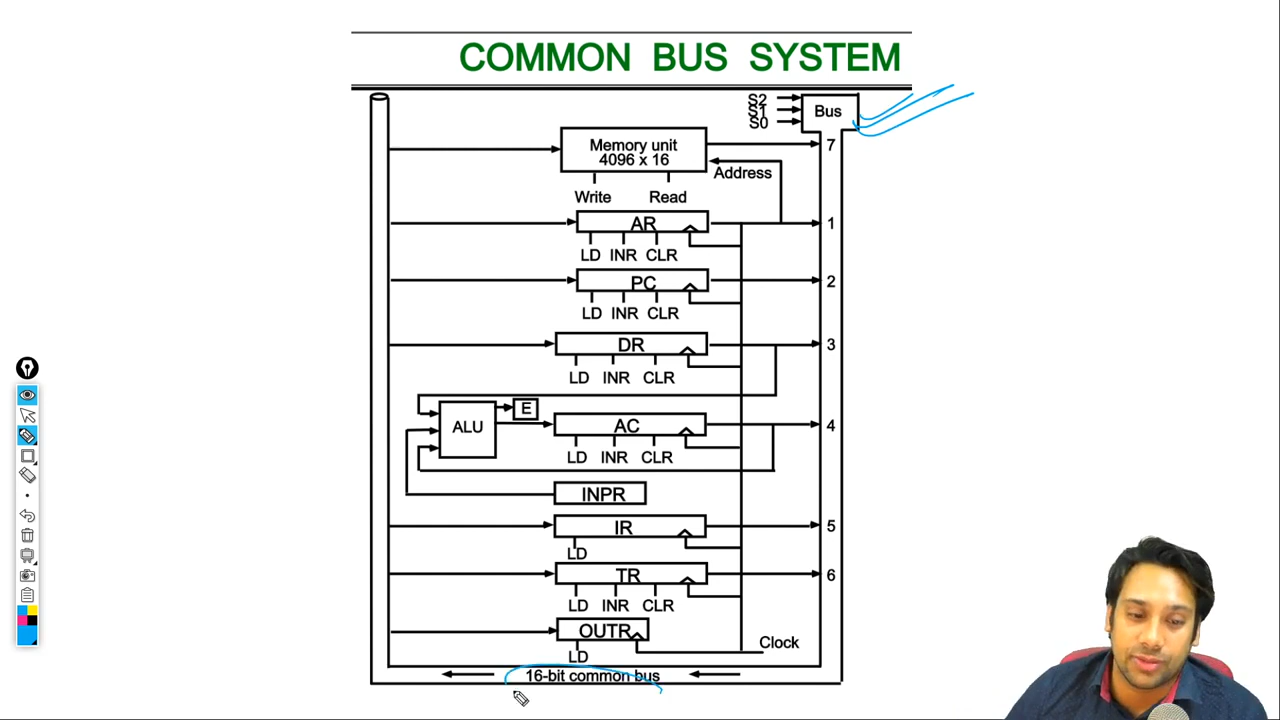 COMMON BUS SYSTEM
S2
S1
S0
Bus
Memory unit
4096 x 16
7
Address
Write Read
AR
1
LD INR CLR
PC
2
LD INR CLR
DR
3
LD INR CLR
E
ALU
AC
4
LD INR CLR
INPR
IR
5
LD
TR
6
LD INR CLR
OUTR
Clock
LD
16-bit common bus